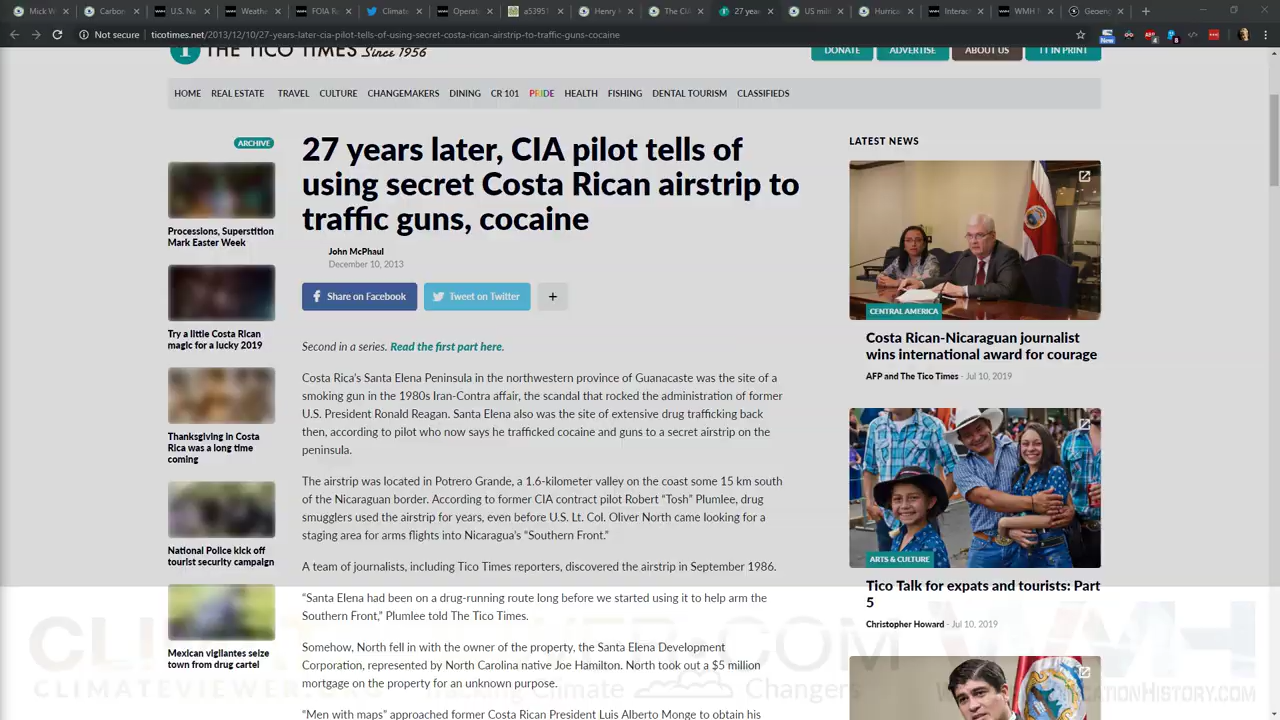 Mick W
Carbon
U.S. Na
Weathe
FOIA R
Climat
Operat
a53951
Henry
The CI
27 yea
US mili
Hurric
Interac
WMH
Geoeng
Not secure
ticotimes.net/2013/12/10/27-years-later-cia-pilot-tells-of-using-secret-costa-rican-airstrip-to-traffic-guns-cocaine
THE TICO TIMES Since 1956
DONATE
ADVERTISE
ABOUT US
TT IN PRINT
HOME REAL ESTATE TRAVEL CULTURE CHANGEMAKERS DINING CR 101 PRIDE HEALTH FISHING DENTAL TOURISM CLASSIFIEDS
ARCHIVE
Processions, Superstition
Mark Easter Week
Try a little Costa Rican
magic for a lucky 2019
Thanksgiving in Costa
Rica was a long time
coming
National Police kick off
tourist security campaign
Mexican vigilantes seize
town from drug cartel
27 years later, CIA pilot tells of
using secret Costa Rican airstrip to
traffic guns, cocaine
John McPhaul
December 10, 2013
Share on Facebook
Tweet on Twitter
+
Second in a series. Read the first part here.
Costa Rica's Santa Elena Peninsula in the northwestern province of Guanacaste was the site of a
smoking gun in the 1980s Iran-Contra affair, the scandal that rocked the administration of former
U.S. President Ronald Reagan. Santa Elena also was the site of extensive drug trafficking back
then, according to pilot who now says he trafficked cocaine and guns to a secret airstrip on the
peninsula.
The airstrip was located in Potrero Grande, a 1.6-kilometer valley on the coast some 15 km south
of the Nicaraguan border. According to former CIA contract pilot Robert “Tosh” Plumlee, drug
smugglers used the airstrip for years, even before U.S. Lt. Col. Oliver North came looking for a
staging area for arms flights into Nicaragua's “Southern Front.”
A team of journalists, including Tico Times reporters, discovered the airstrip in September 1986.
“Santa Elena had been on a drug-running route long before we started using it to help arm the
Southern Front,” Plumlee told The Tico Times.
Somehow, North fell in with the owner of the property, the Santa Elena Development
Corporation, represented by North Carolina native Joe Hamilton. North took out a $5 million
mortgage on the property for an unknown purpose.
“Men with maps” approached former Costa Rican President Luis Alberto Monge to obtain his
LATEST NEWS
CENTRAL AMERICA
Costa Rican-Nicaraguan journalist
wins international award for courage
AFP and The Tico Times - Jul 10, 2019
ARTS & CULTURE
Tico Talk for expats and tourists: Part
5
Christopher Howard - Jul 10, 2019
Climate
Changers